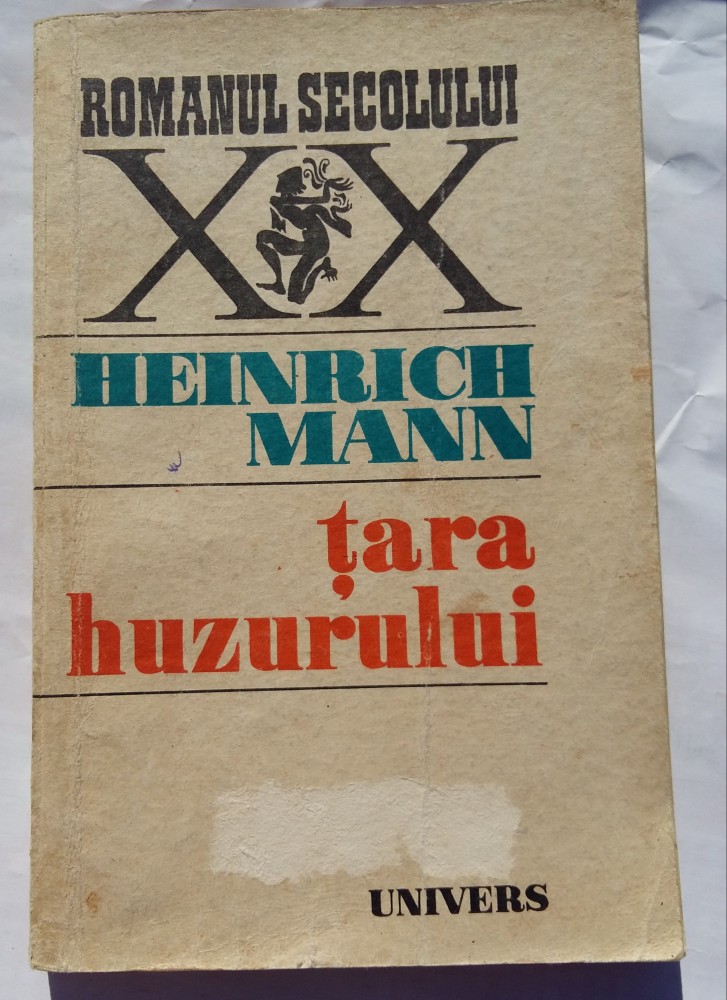 ROMANUL SECOLULUI
XX
HEINRICH
MANN
țara
huzurului
UNIVERS